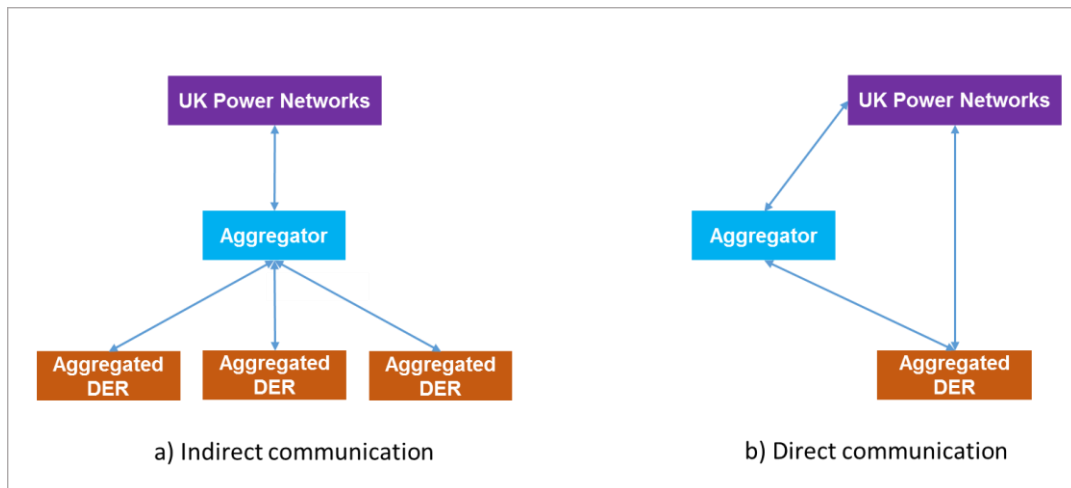 UK Power Networks
Aggregator
Aggregated
DER
Aggregated
DER
Aggregated
DER
a) Indirect communication
UK Power Networks
Aggregator
Aggregated
DER
b) Direct communication